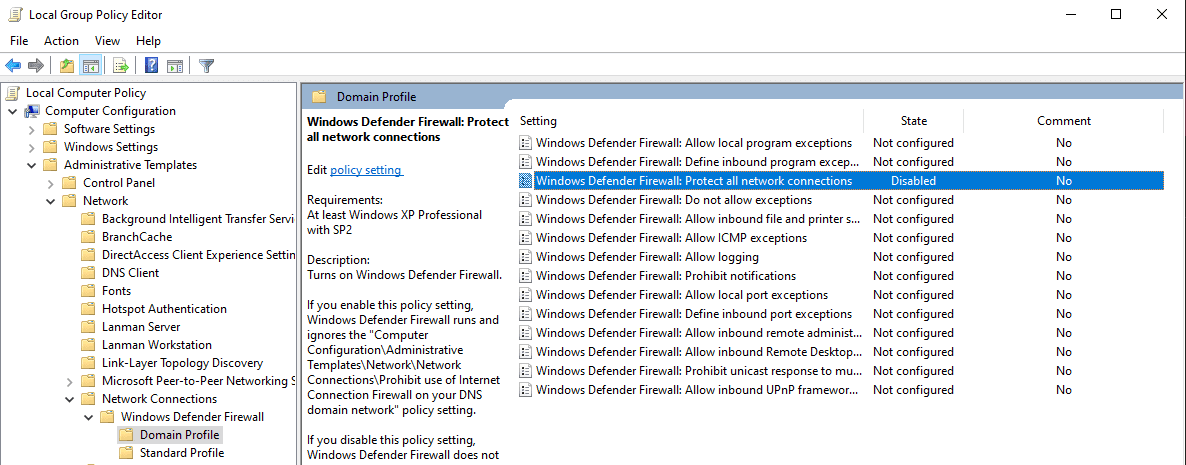 Local Group Policy Editor
File Action View Help
Local Computer Policy
Computer Configuration
Software Settings
Windows Settings
Administrative Templates
Control Panel
Network
Background Intelligent Transfer Servi
BranchCache
DirectAccess Client Experience Settin
DNS Client
Fonts
Hotspot Authentication
Lanman Server
Lanman Workstation
Link-Layer Topology Discovery
Microsoft Peer-to-Peer Networking S
Network Connections
Windows Defender Firewall
Domain Profile
Standard Profile
Domain Profile
Windows Defender Firewall: Protect
all network connections
Edit policy setting
Requirements:
At least Windows XP Professional
with SP2
Description:
Turns on Windows Defender Firewall.
If you enable this policy setting,
Windows Defender Firewall runs and
ignores the "Computer
Configuration\Administrative
Templates\Network\Network
Connections\Prohibit use of Internet
Connection Firewall on your DNS
domain network" policy setting.
If you disable this policy setting,
Windows Defender Firewall does not
Setting State Comment
Windows Defender Firewall: Allow local program exceptions Not configured No
Windows Defender Firewall: Define inbound program excep... Not configured No
Windows Defender Firewall: Protect all network connections Disabled No
Windows Defender Firewall: Do not allow exceptions Not configured No
Windows Defender Firewall: Allow inbound file and printer s... Not configured No
Windows Defender Firewall: Allow ICMP exceptions Not configured No
Windows Defender Firewall: Allow logging Not configured No
Windows Defender Firewall: Prohibit notifications Not configured No
Windows Defender Firewall: Allow local port exceptions Not configured No
Windows Defender Firewall: Define inbound port exceptions Not configured No
Windows Defender Firewall: Allow inbound remote administ... Not configured No
Windows Defender Firewall: Allow inbound Remote Desktop... Not configured No
Windows Defender Firewall: Prohibit unicast response to mu... Not configured No
Windows Defender Firewall: Allow inbound UPnP framewor... Not configured No